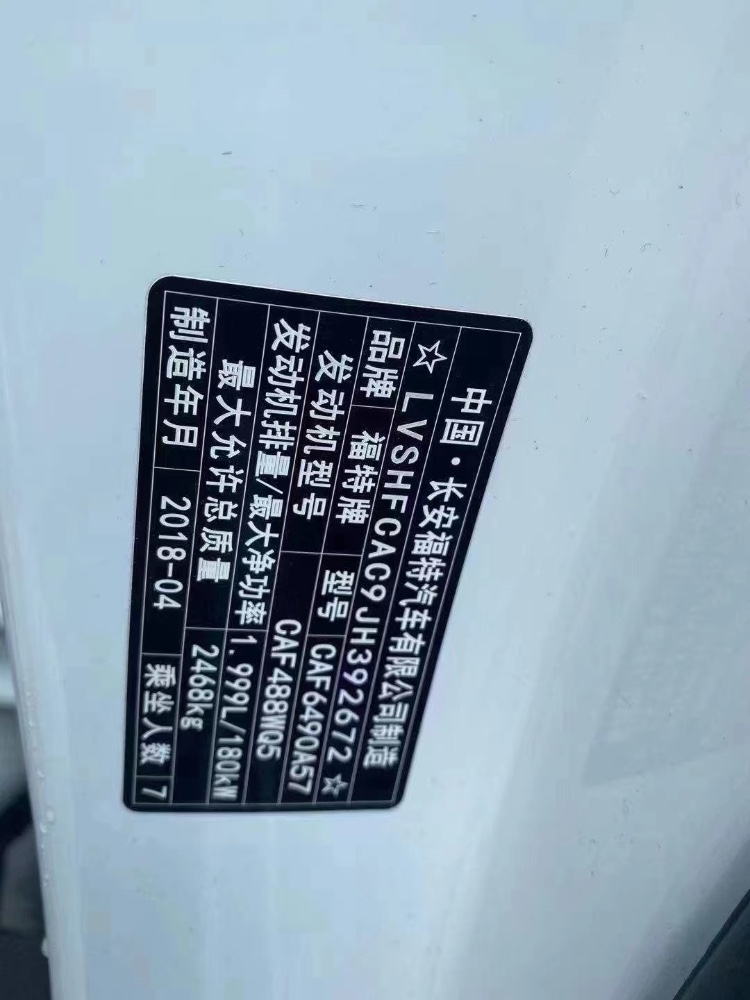 中国·长安福特汽车有限公司制造
☆LVSHFCAC9JH392672☆
品牌 福特牌 型号 CAF6490A57
发动机型号 CAF488WQ5
发动机排量/最大净功率 1.999L/180kW
最大允许总质量 2468kg
制造年月 2018-04 乘坐人数 7